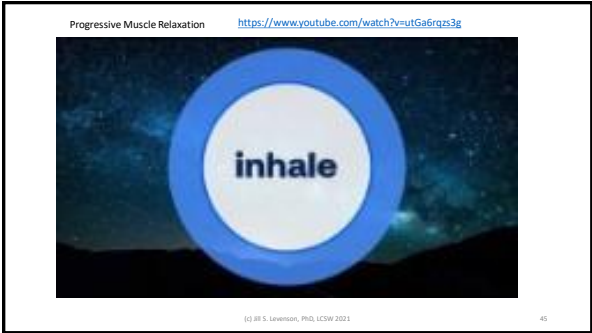 Progressive Muscle Relaxation https://www.youtube.com/watch?v=utGa6rqzs3g
inhale
(c) Jill S. Levenson, PhD, LCSW 2021 45